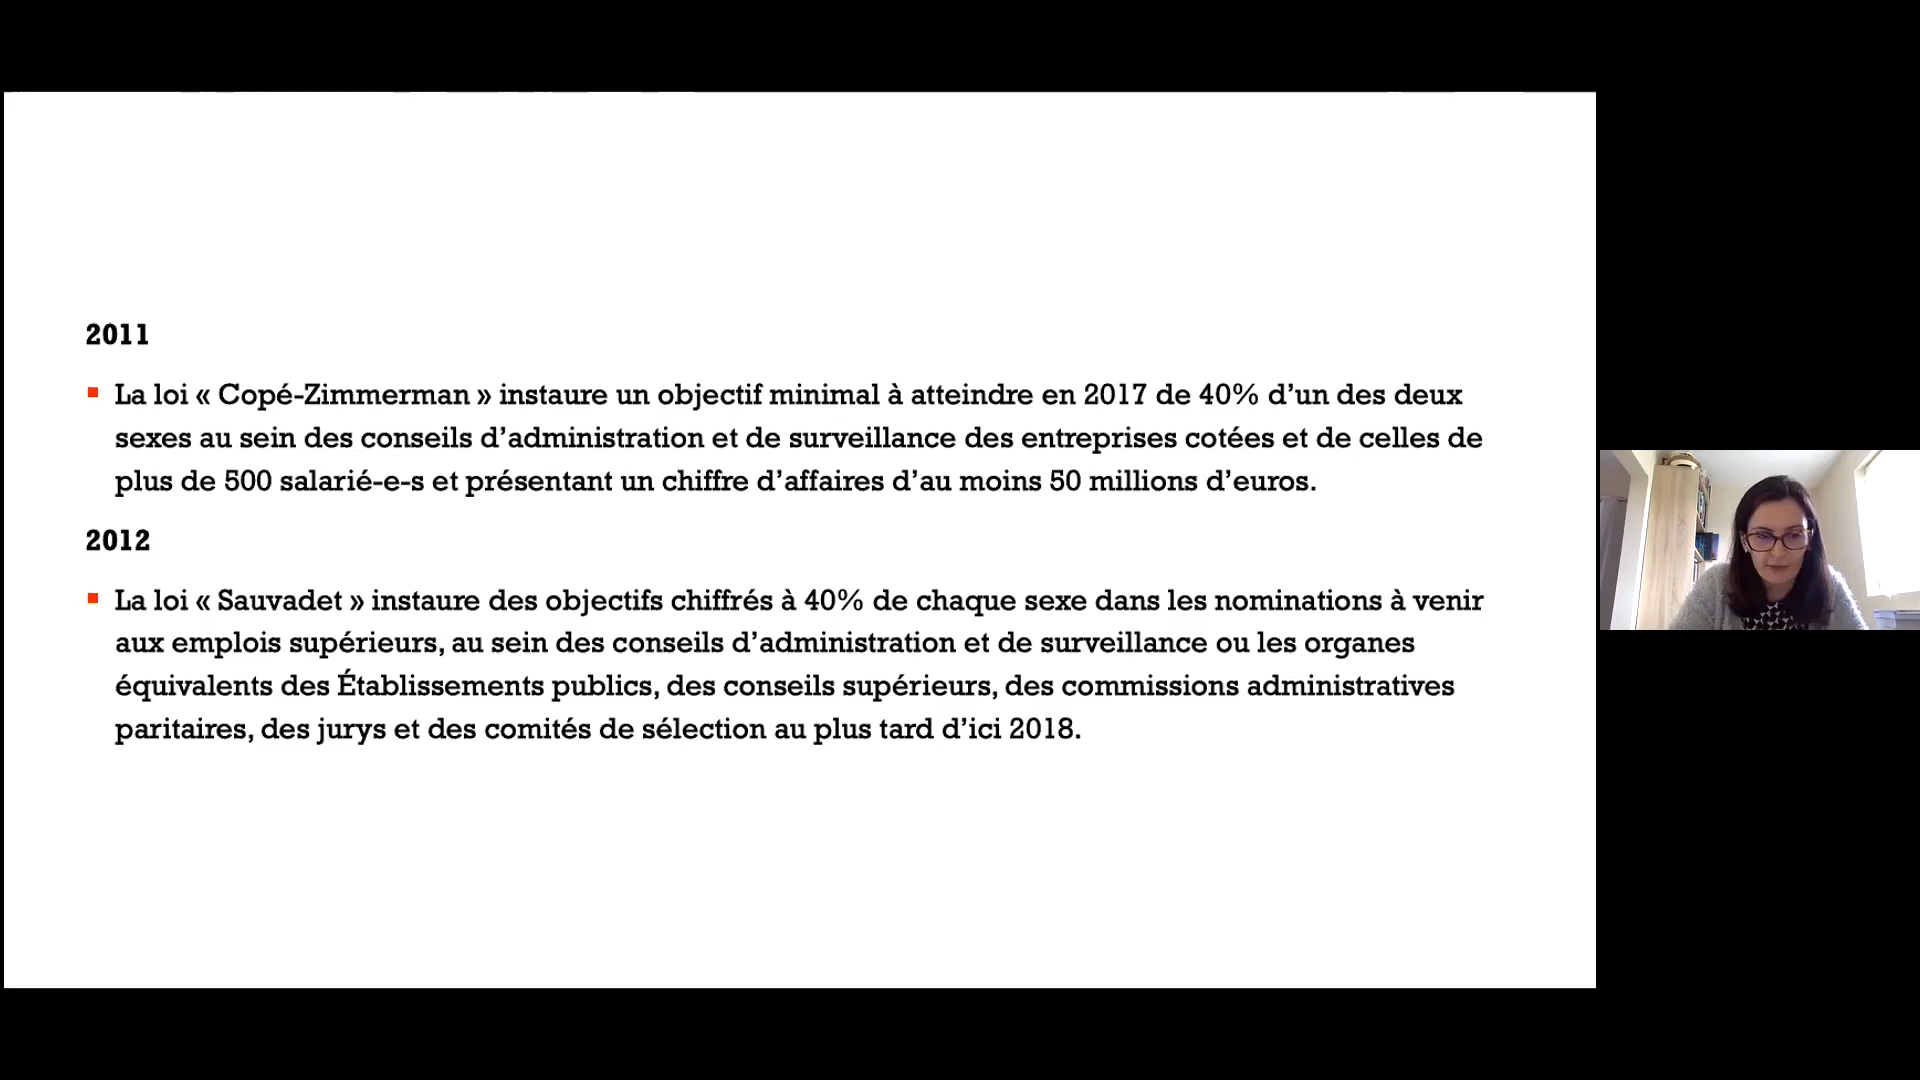 2011
La loi « Copé-Zimmerman » instaure un objectif minimal à atteindre en 2017 de 40% d’un des deux
sexes au sein des conseils d’administration et de surveillance des entreprises cotées et de celles de
plus de 500 salarié-e-s et présentant un chiffre d’affaires d’au moins 50 millions d’euros.
2012
La loi « Sauvadet » instaure des objectifs chiffrés à 40% de chaque sexe dans les nominations à venir
aux emplois supérieurs, au sein des conseils d’administration et de surveillance ou les organes
équivalents des Établissements publics, des conseils supérieurs, des commissions administratives
paritaires, des jurys et des comités de sélection au plus tard d’ici 2018.